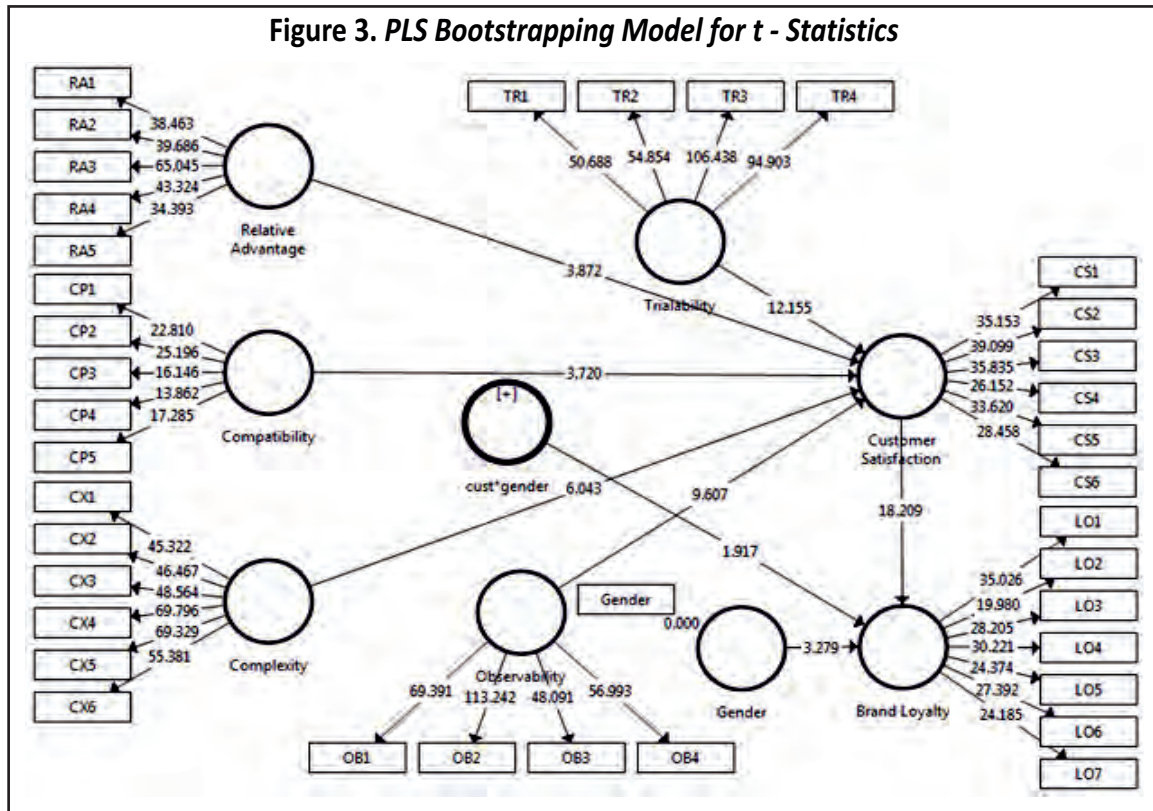 Figure 3. PLS Bootstrapping Model for t - Statistics
RA1
RA2
RA3
RA4
RA5
38.463
39.686
65.045
43.324
34.393
Relative
Advantage
TR1
TR2
TR3
TR4
50.688
54.854
106.438
94.903
Trialability
3.872
12.155
CP1
CP2
CP3
CP4
CP5
22.810
25.196
16.146
13.862
17.285
Compatibility
3.720
[+]
cust*gender
CS1
CS2
CS3
CS4
CS5
CS6
35.153
39.099
35.835
26.152
33.620
28.458
Customer
Satisfaction
6.043
9.607
18.209
1.917
CX1
CX2
CX3
CX4
CX5
CX6
45.322
46.467
48.564
69.796
69.329
55.381
Complexity
Observability
69.391
113.242
48.091
56.993
OB1
OB2
OB3
OB4
Gender
0.000
Gender
3.279
Brand Loyalty
LO1
LO2
LO3
LO4
LO5
LO6
LO7
35.026
19.980
28.205
30.221
24.374
27.392
24.185